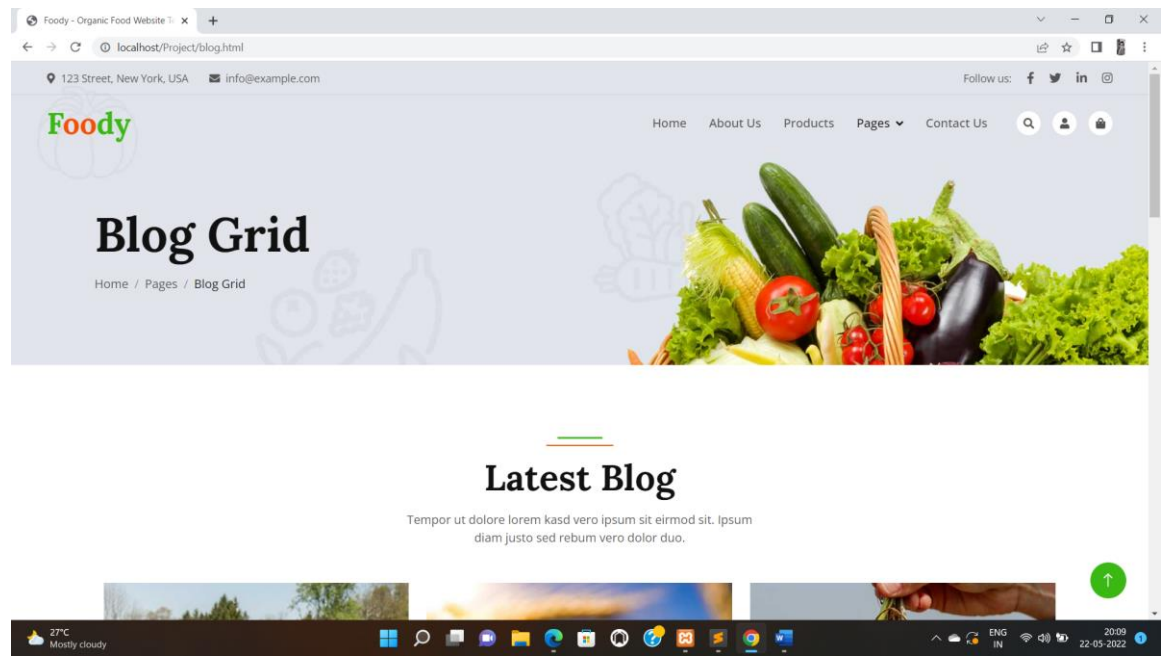 Foody - Organic Food Website
localhost/Project/blog.html
123 Street, New York, USA info@example.com Follow us:
Foody Home About Us Products Pages Contact Us
Blog Grid
Home / Pages / Blog Grid
Latest Blog
Tempor ut dolore lorem kasd vero ipsum sit eirmod sit. Ipsum
diam justo sed rebum vero dolor duo.
27°C ENG 20:09
Mostly cloudy IN 22-05-2022 1